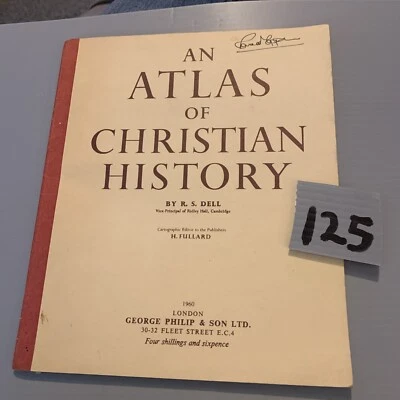 AN
ATLAS
OF
CHRISTIAN
HISTORY
BY R. S. DELL
Vice-Principal of Ridley Hall, Cambridge
Cartography Editor to the Publishers
H. FULLARD
125
1960
LONDON
GEORGE PHILIP & SON LTD.
30-32 FLEET STREET E.C.4
Four shillings and sixpence